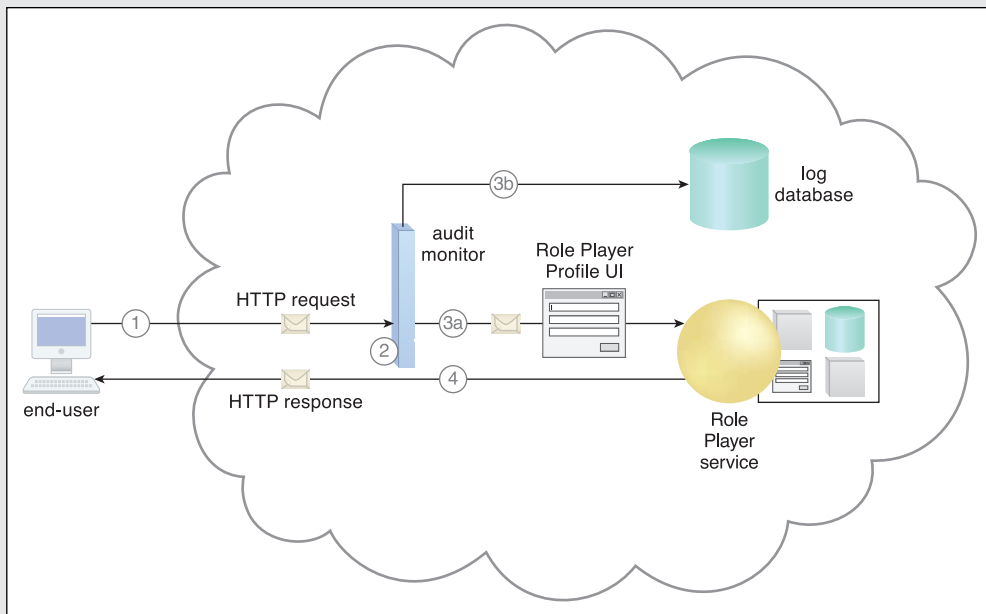 3b
log
database
audit
monitor
Role Player
Profile UI
HTTP request
1
3a
2
4
HTTP response
end-user
Role
Player
service